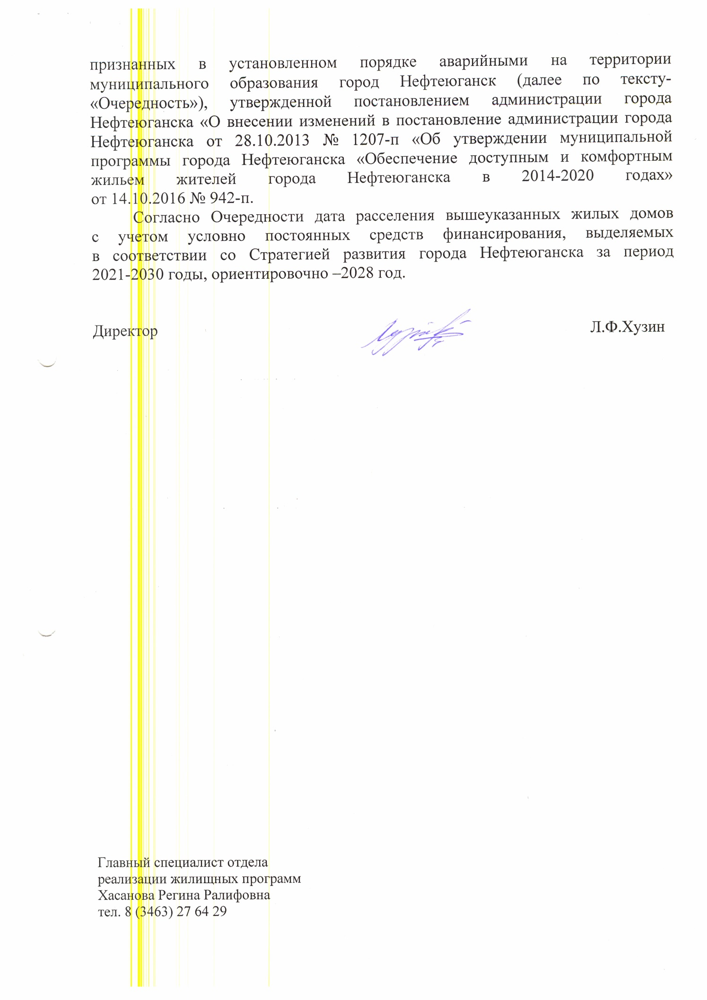 признанных в установленном порядке аварийными на территории
муниципального образования город Нефтеюганск (далее по тексту-
«Очередность»), утвержденной постановлением администрации города
Нефтеюганска «О внесении изменений в постановление администрации города
Нефтеюганска от 28.10.2013 № 1207-п «Об утверждении муниципальной
программы города Нефтеюганска «Обеспечение доступным и комфортным
жильем жителей города Нефтеюганска в 2014-2020 годах»
от 14.10.2016 № 942-п.
Согласно Очередности дата расселения вышеуказанных жилых домов
с учетом условно постоянных средств финансирования, выделяемых
в соответствии со Стратегией развития города Нефтеюганска за период
2021-2030 годы, ориентировочно –2028 год.
Директор Л.Ф.Хузин
Главный специалист отдела
реализации жилищных программ
Хасанова Регина Ралифовна
тел. 8 (3463) 27 64 29